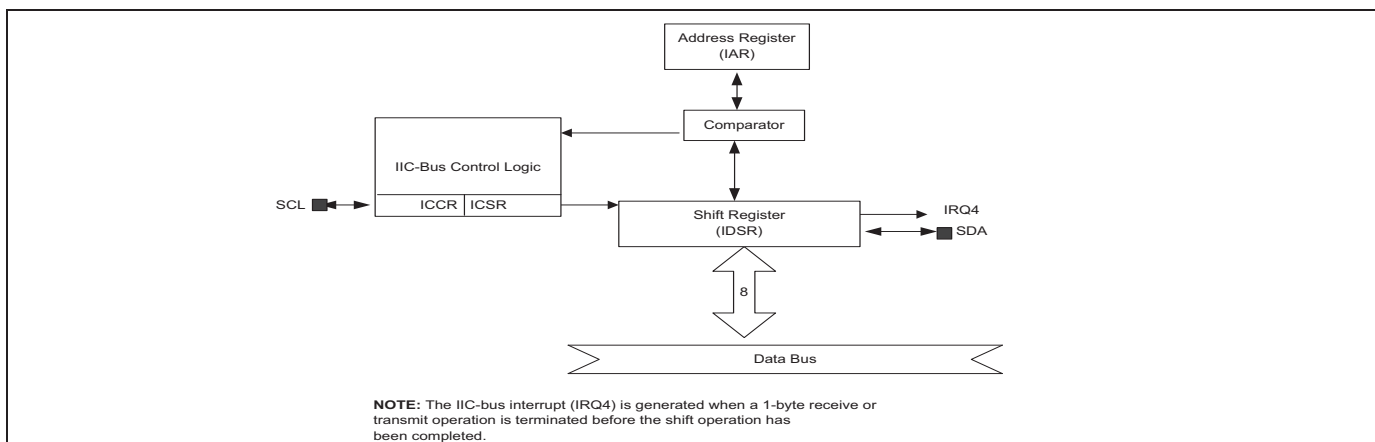 Address Register
(IAR)
Comparator
IIC-Bus Control Logic
SCL
ICCR ICSR
Shift Register
(IDSR)
IRQ4
SDA
8
Data Bus
NOTE: The IIC-bus interrupt (IRQ4) is generated when a 1-byte receive or
transmit operation is terminated before the shift operation has
been completed.